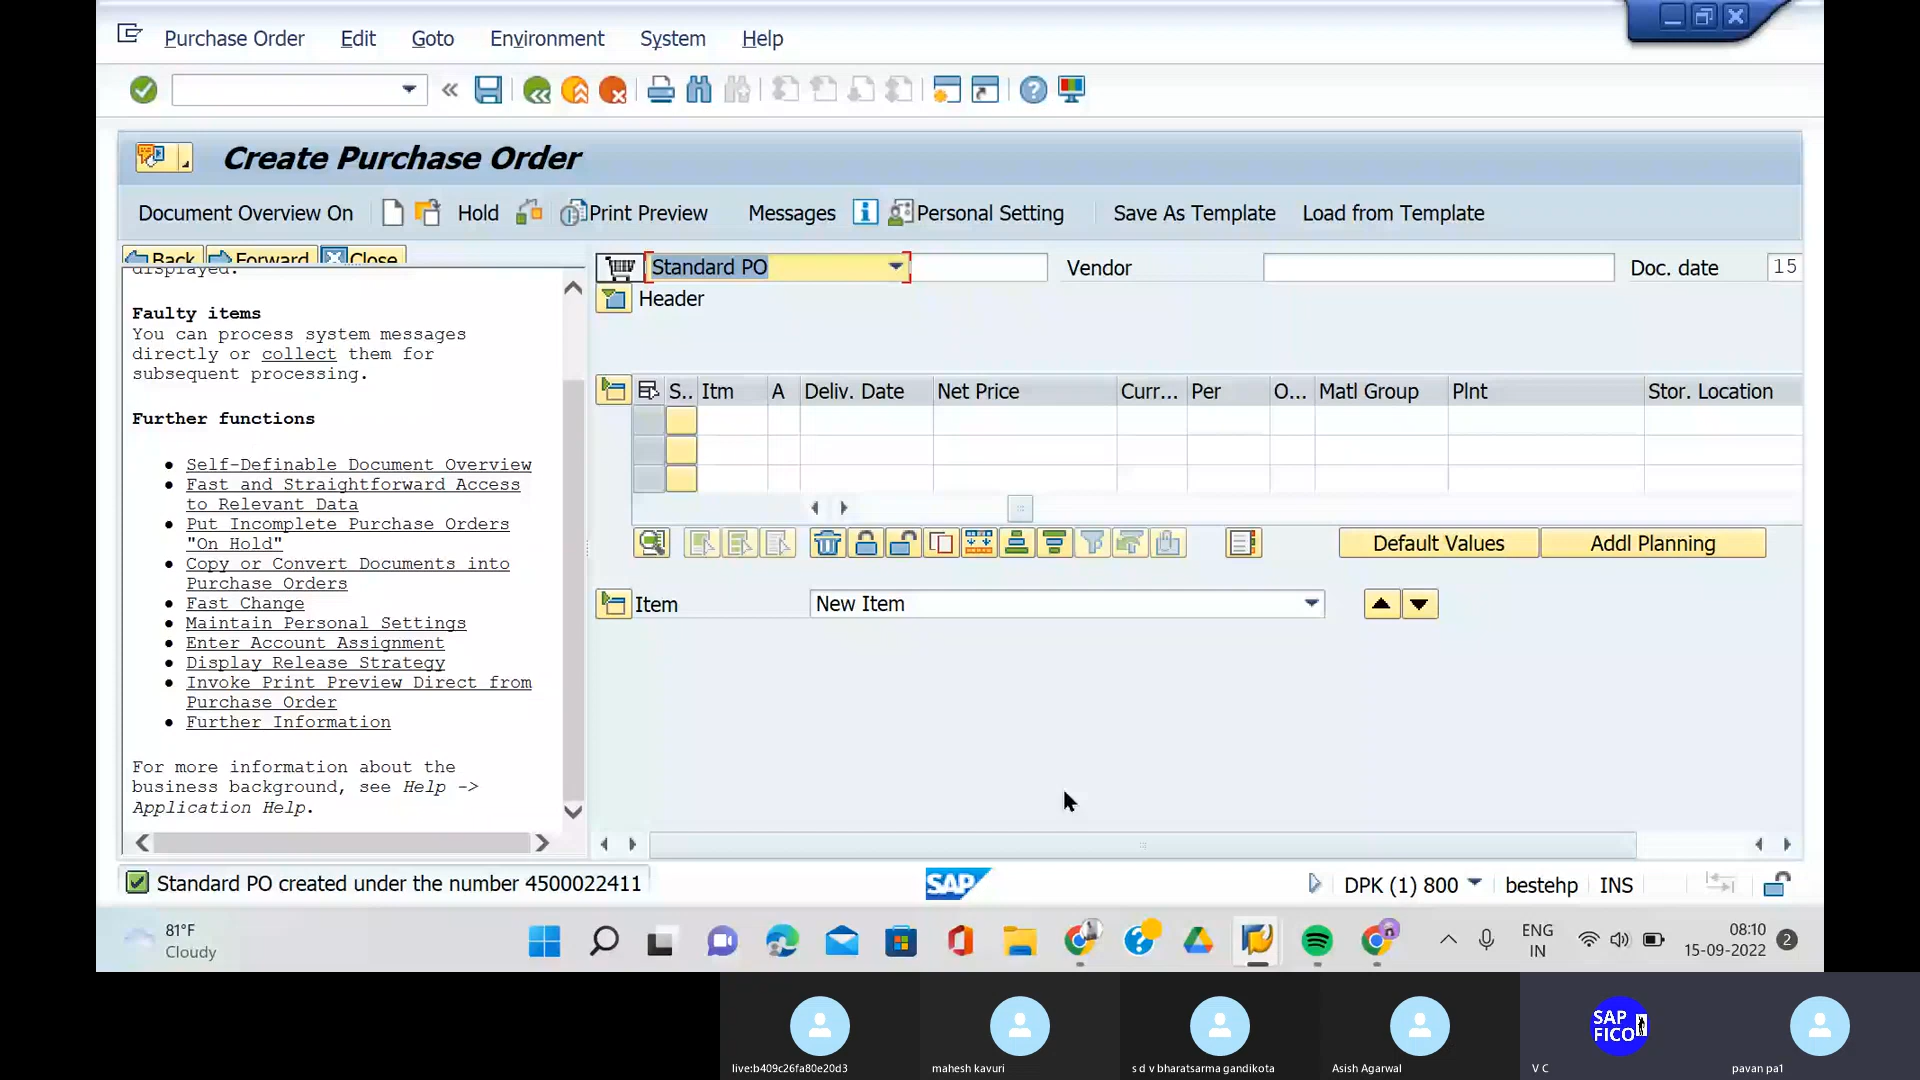 Purchase Order Edit Goto Environment System Help
Create Purchase Order
Document Overview On Hold Print Preview Messages Personal Setting Save As Template Load from Template
Back Forward Close
displayed.
Faulty items
You can process system messages
directly or collect them for
subsequent processing.
Further functions
• Self-Definable Document Overview
• Fast and Straightforward Access
to Relevant Data
• Put Incomplete Purchase Orders
"On Hold"
• Copy or Convert Documents into
Purchase Orders
• Fast Change
• Maintain Personal Settings
• Enter Account Assignment
• Display Release Strategy
• Invoke Print Preview Direct from
Purchase Order
• Further Information
For more information about the
business background, see Help ->
Application Help.
Standard PO Vendor Doc. date 15
Header
S.. Itm A Deliv. Date Net Price Curr... Per O... Matl Group Plnt Stor. Location
Default Values Addl Planning
Item New Item
Standard PO created under the number 4500022411 SAP DPK (1) 800 bestehp INS
81°F
Cloudy
ENG
IN
08:10
15-09-2022
2
SAP
FICO
live:b409c26fa80e20d3 mahesh kavuri s d v bharatsarma gandikota Asish Agarwal V C pavan pa1